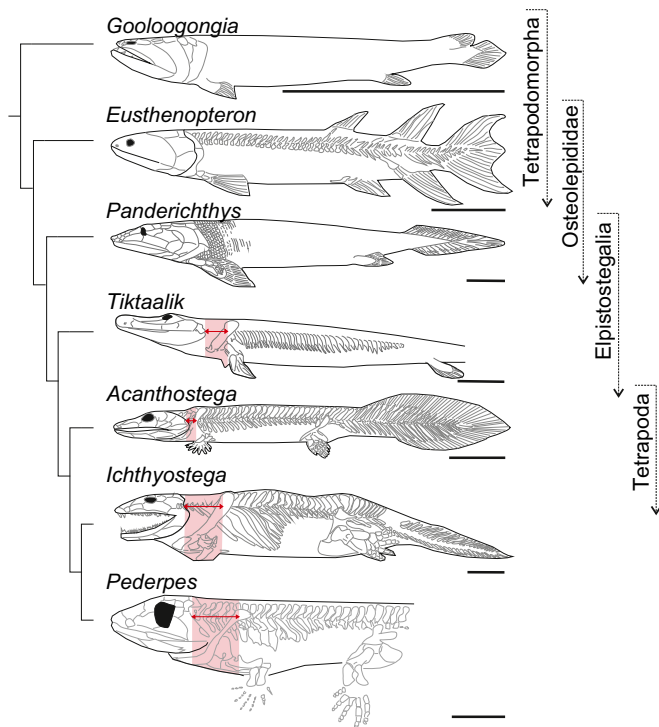 Gooloogongia
Eusthenopteron
Panderichthys
Tiktaalik
Acanthostega
Ichthyostega
Pederpes
Tetrapodomorpha
Osteolepididae
Elpistostegalia
Tetrapoda